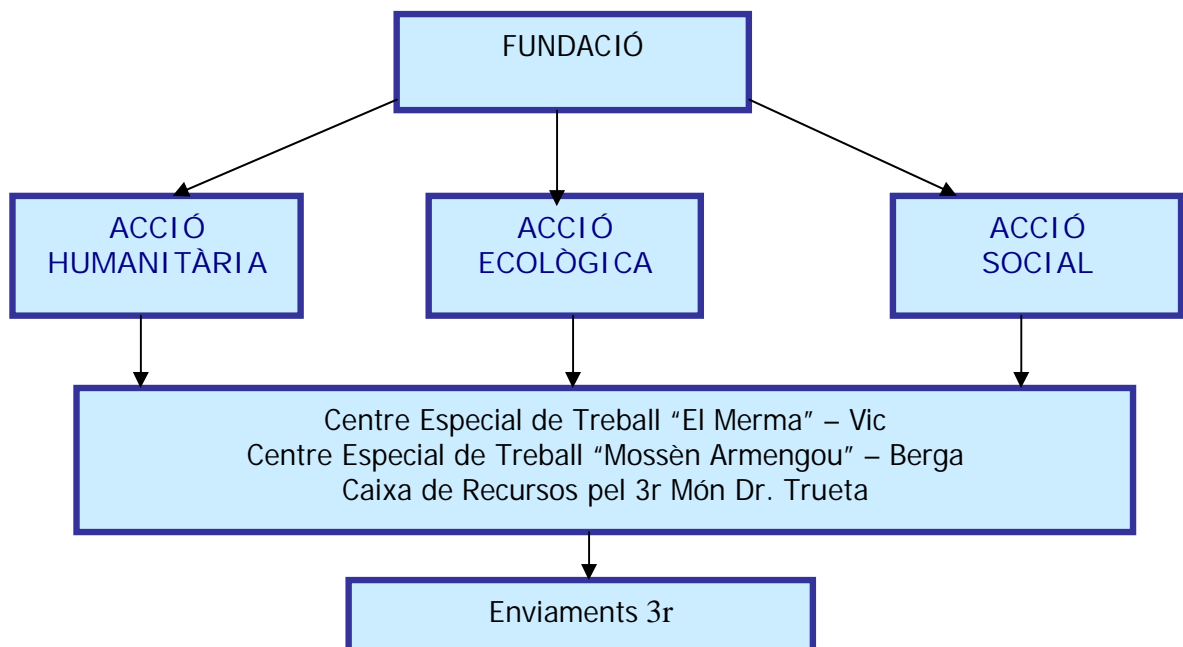 FUNDACIÓ
ACCIÓ
HUMANITÀRIA
ACCIÓ
ECOLÒGICA
ACCIÓ
SOCIAL
Centre Especial de Treball “El Merma” – Vic
Centre Especial de Treball “Mossèn Armengou” – Berga
Caixa de Recursos pel 3r Món Dr. Trueta
Enviaments 3r